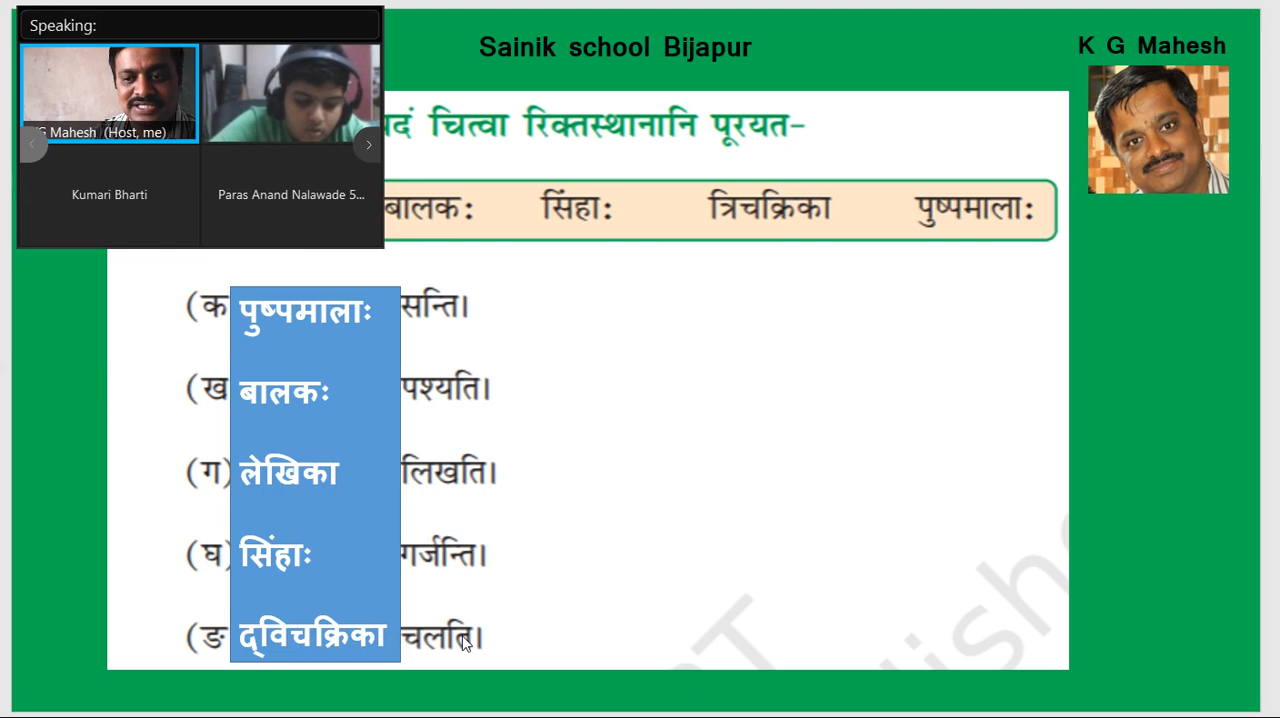 Speaking:
Sainik school Bijapur
K G Mahesh
G Mahesh (Host, me)
Kumari Bharti
Paras Anand Nalawade 5...
चित्वा रिक्तस्थानानि पूरयत-
बालकः सिंहाः त्रिचक्रिका पुष्पमालाः
(क पुष्पमालाः सन्ति।
(ख बालकः पश्यति।
(ग) लेखिका लिखति।
(घ) सिंहाः गर्जन्ति।
(ङ द्विचक्रिका चलति।